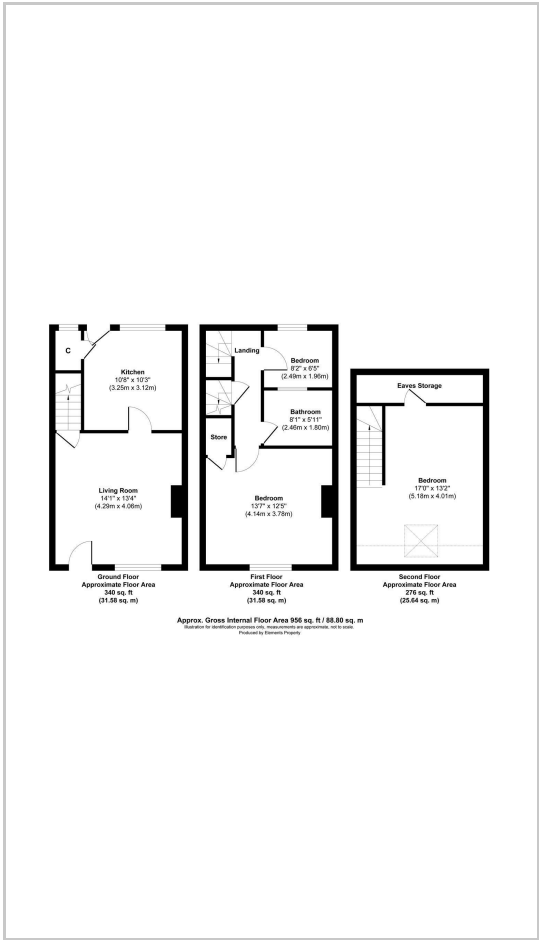 C
Kitchen
10'8" x 10'3"
(3.25m x 3.12m)
Living Room
14'1" x 13'4"
(4.29m x 4.06m)
Ground Floor
Approximate Floor Area
340 sq. ft
(31.58 sq. m)
Landing
Bedroom
8'2" x 6'5"
(2.49m x 1.96m)
Bathroom
8'1" x 5'11"
(2.46m x 1.80m)
Store
Bedroom
13'7" x 12'5"
(4.14m x 3.78m)
First Floor
Approximate Floor Area
340 sq. ft
(31.58 sq. m)
Eaves Storage
Bedroom
17'0" x 13'2"
(5.18m x 4.01m)
Second Floor
Approximate Floor Area
276 sq. ft
(25.64 sq. m)
Approx. Gross Internal Floor Area 956 sq. ft / 88.80 sq. m
Illustration for identification purposes only, measurements are approximate, not to scale.
Produced by Elements Property